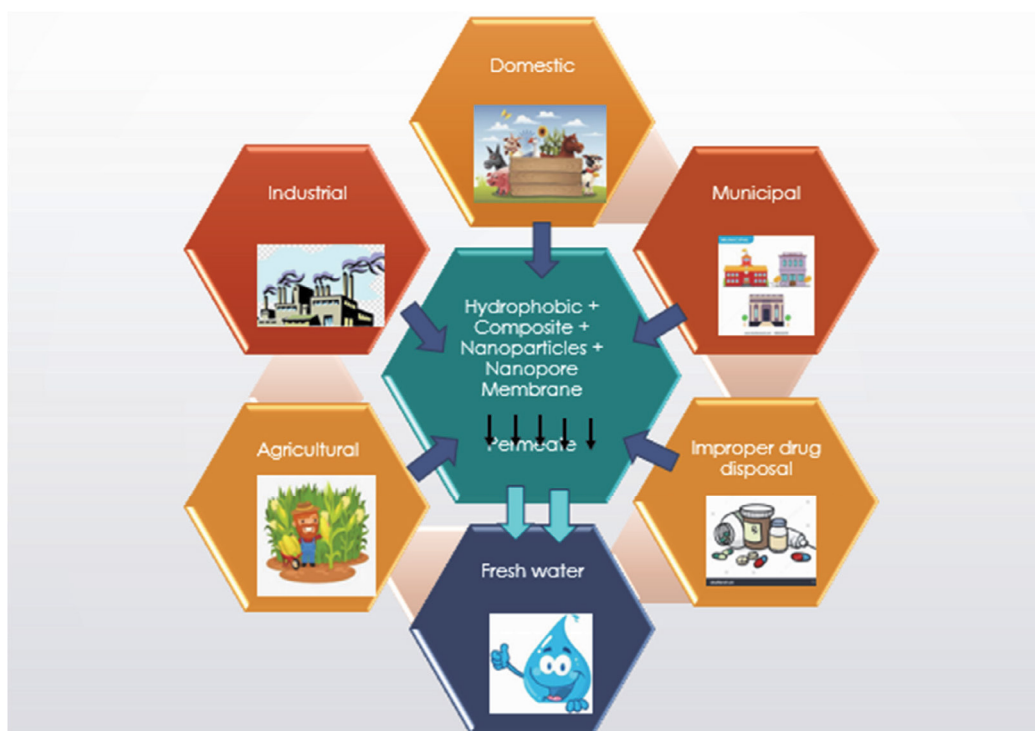 Domestic
Industrial
Municipal
Hydrophobic +
Composite +
Nanoparticles +
Nanopore
Membrane
Permeate
Agricultural
Improper drug
disposal
Fresh water